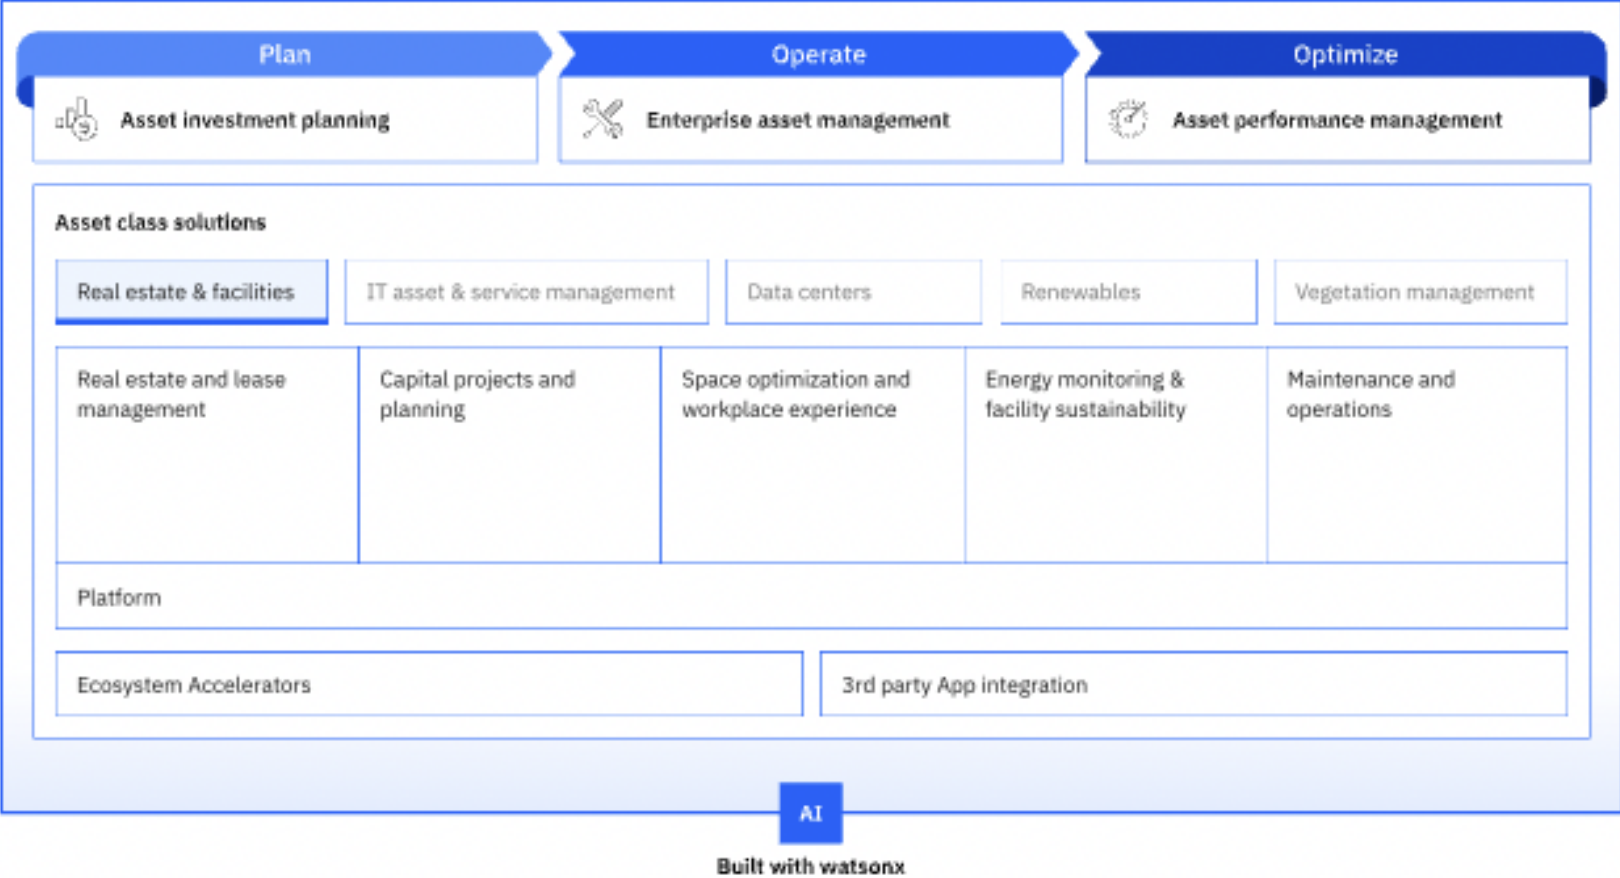 Plan
Operate
Optimize
Asset investment planning
Enterprise asset management
Asset performance management
Asset class solutions
Real estate & facilities
IT asset & service management
Data centers
Renewables
Vegetation management
Real estate and lease
management
Capital projects and
planning
Space optimization and
workplace experience
Energy monitoring &
facility sustainability
Maintenance and
operations
Platform
Ecosystem Accelerators
3rd party App integration
AI
Built with watsonx